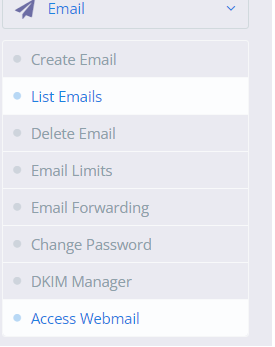 Email
Create Email
List Emails
Delete Email
Email Limits
Email Forwarding
Change Password
DKIM Manager
Access Webmail